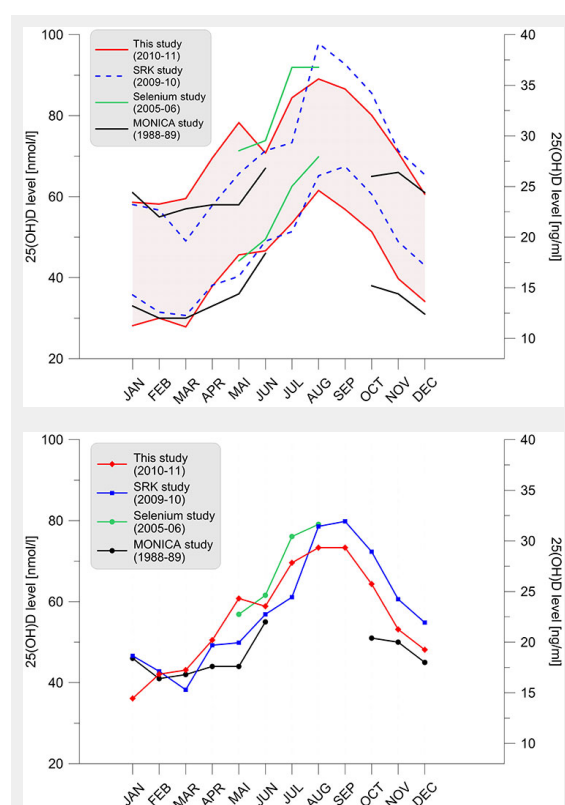 100
80
60
40
20
25(OH)D level [nmol/l]
This study
(2010-11)
SRK study
(2009-10)
Selenium study
(2005-06)
MONICA study
(1988-89)
40
35
30
25
20
15
10
25(OH)D level [ng/ml]
JAN FEB MAR APR MAI JUN JUL AUG SEP OCT NOV DEC
100
80
60
40
20
25(OH)D level [nmol/l]
This study
(2010-11)
SRK study
(2009-10)
Selenium study
(2005-06)
MONICA study
(1988-89)
40
35
30
25
20
15
10
25(OH)D level [ng/ml]
JAN FEB MAR APR MAI JUN JUL AUG SEP OCT NOV DEC